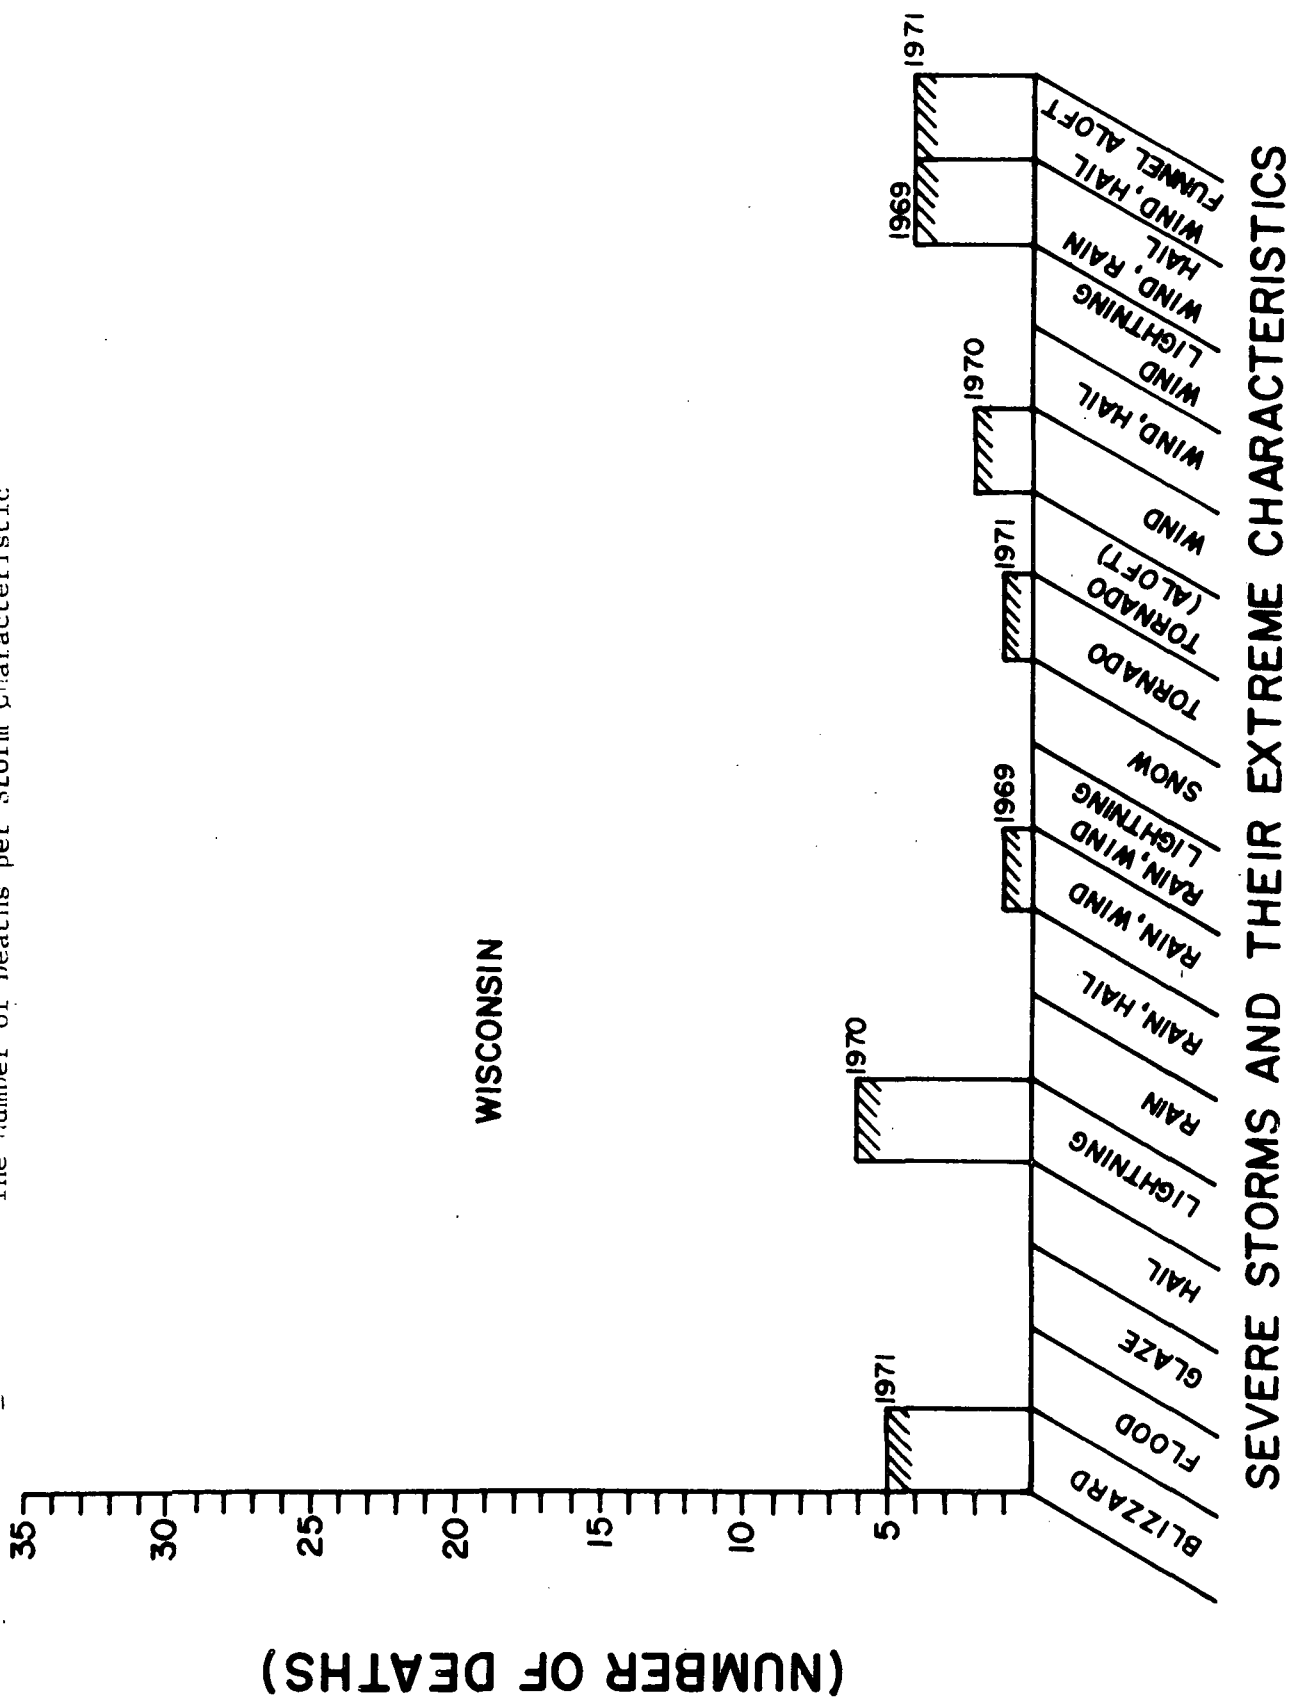 The Number of Deaths per Storm Characteristic
(NUMBER OF DEATHS)
35
30
25
20
15
10
5
WISCONSIN
1971
1970
1969
1971
1970
1969
1971
BLIZZARD
FLOOD
GLAZE
HAIL
LIGHTNING
RAIN
RAIN, HAIL
RAIN, WIND
RAIN, WIND
LIGHTNING
SNOW
TORNADO
TORNADO
(ALOFT)
WIND
WIND, HAIL
WIND
LIGHTNING
WIND, RAIN
HAIL
WIND, HAIL
FUNNEL ALOFT
SEVERE STORMS AND THEIR EXTREME CHARACTERISTICS